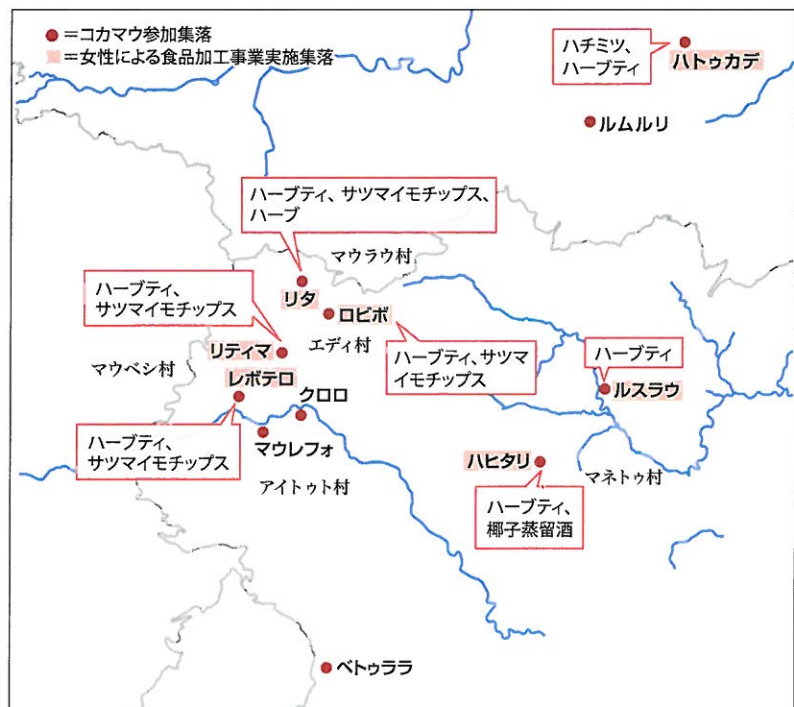 ●=コカマウ参加集落
=女性による食品加工事業実施集落
ハチミツ、
ハーブティ
ハトゥカデ
ルムルリ
ハーブティ、サツマイモチップス、
ハーブ
マウラウ村
リタ
ハーブティ、
サツマイモチップス
ロビボ
エディ村
リティマ
マウベシ村
ハーブティ、サツマ
イモチップス
ハーブティ
ルスラウ
レボテロ
クロロ
マウレフォ
ハーブティ、
サツマイモチップス
アイトゥト村
ハヒタリ
マネトゥ村
ハーブティ、
椰子蒸留酒
ベトゥララ